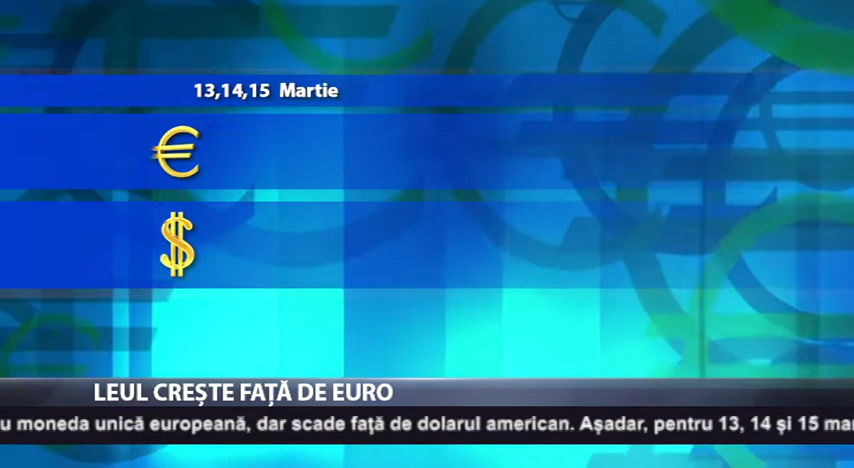 13,14,15 Martie
€
$
LEUL CREȘTE FAȚĂ DE EURO
u moneda unică europeană, dar scade față de dolarul american. Așadar, pentru 13, 14 și 15 mar